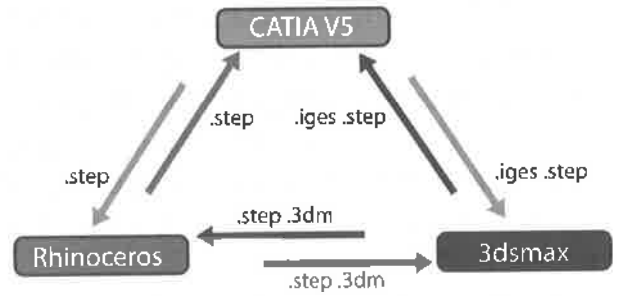 CATIA V5
.step
.iges .step
.step
.iges .step
.step .3dm
Rhinoceros
3dsmax
.step .3dm